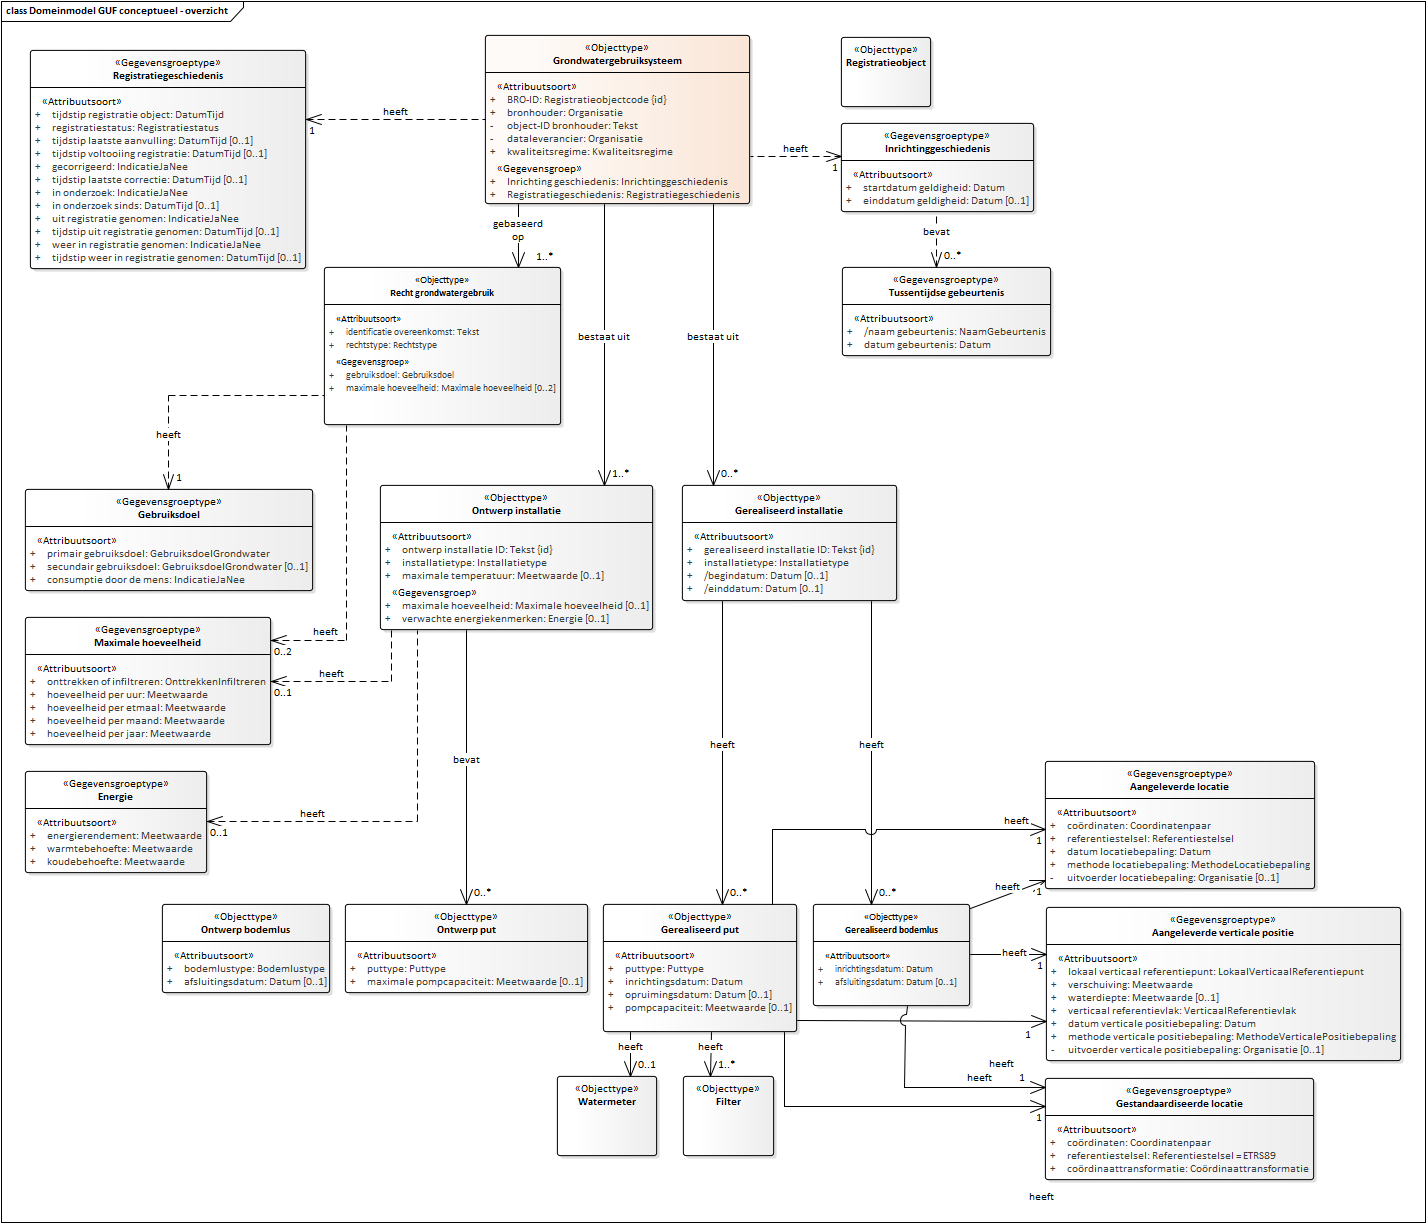 class Domeinmodel GUF conceptueel - overzicht
«Gegevensgroeptype»
Registratiegeschiedenis
«Attribuutsoort»
+ tijdstip registratie object: DatumTijd
+ registratiestatus: Registratiestatus
+ tijdstip laatste aanvulling: DatumTijd [0..1]
+ tijdstip voltooiing registratie: DatumTijd [0..1]
+ gecorrigeerd: IndicatieJaNee
+ tijdstip laatste correctie: DatumTijd [0..1]
+ in onderzoek: IndicatieJaNee
+ in onderzoek sinds: DatumTijd [0..1]
+ uit registratie genomen: IndicatieJaNee
+ tijdstip uit registratie genomen: DatumTijd [0..1]
+ weer in registratie genomen: IndicatieJaNee
+ tijdstip weer in registratie genomen: DatumTijd [0..1]
heeft
1
«Objecttype»
Grondwatergebruiksysteem
«Attribuutsoort»
+ BRO-ID: Registratieobjectcode {id}
+ bronhouder: Organisatie
- object-ID bronhouder: Tekst
- dataleverancier: Organisatie
+ kwaliteitsregime: Kwaliteitsregime
«Gegevensgroep»
+ Inrichting geschiedenis: Inrichtinggeschiedenis
+ Registratiegeschiedenis: Registratiegeschiedenis
«Objecttype»
Registratieobject
heeft
1
«Gegevensgroeptype»
Inrichtinggeschiedenis
«Attribuutsoort»
+ startdatum geldigheid: Datum
+ einddatum geldigheid: Datum [0..1]
bevat
0..*
«Gegevensgroeptype»
Tussentijdse gebeurtenis
«Attribuutsoort»
+ /naam gebeurtenis: NaamGebeurtenis
+ datum gebeurtenis: Datum
gebaseerd
op
1..*
«Objecttype»
Recht grondwatergebruik
«Attribuutsoort»
+ identificatie overeenkomst: Tekst
+ rechtstype: Rechtstype
«Gegevensgroep»
+ gebruiksdoel: Gebruiksdoel
+ maximale hoeveelheid: Maximale hoeveelheid [0..2]
bestaat uit
1..*
bestaat uit
0..*
heeft
1
«Gegevensgroeptype»
Gebruiksdoel
«Attribuutsoort»
+ primair gebruiksdoel: GebruiksdoelGrondwater
+ secundair gebruiksdoel: GebruiksdoelGrondwater [0..1]
+ consumptie door de mens: IndicatieJaNee
«Objecttype»
Ontwerp installatie
«Attribuutsoort»
+ ontwerp installatie ID: Tekst {id}
+ installatietype: Installatietype
+ maximale temperatuur: Meetwaarde [0..1]
«Gegevensgroep»
+ maximale hoeveelheid: Maximale hoeveelheid [0..1]
+ verwachte energiekenmerken: Energie [0..1]
«Objecttype»
Gerealiseerd installatie
«Attribuutsoort»
+ gerealiseerd installatie ID: Tekst {id}
+ installatietype: Installatietype
+ /begindatum: Datum [0..1]
+ /einddatum: Datum [0..1]
«Gegevensgroeptype»
Maximale hoeveelheid
«Attribuutsoort»
+ onttrekken of infiltreren: OnttrekkenInfiltreren
+ hoeveelheid per uur: Meetwaarde
+ hoeveelheid per etmaal: Meetwaarde
+ hoeveelheid per maand: Meetwaarde
+ hoeveelheid per jaar: Meetwaarde
heeft
0..2
heeft
0..1
bevat
0..*
heeft
0..*
heeft
0..*
«Gegevensgroeptype»
Energie
«Attribuutsoort»
+ energierendement: Meetwaarde
+ warmtebehoefte: Meetwaarde
+ koudebehoefte: Meetwaarde
heeft
0..1
«Gegevensgroeptype»
Aangeleverde locatie
«Attribuutsoort»
+ coördinaten: Coordinatenpaar
+ referentiestelsel: Referentiestelsel
+ datum locatiebepaling: Datum
+ methode locatiebepaling: MethodeLocatiebepaling
- uitvoerder locatiebepaling: Organisatie [0..1]
heeft
1
heeft
1
«Objecttype»
Ontwerp bodemlus
«Attribuutsoort»
+ bodemlustype: Bodemlustype
+ afsluitingsdatum: Datum [0..1]
«Objecttype»
Ontwerp put
«Attribuutsoort»
+ puttype: Puttype
+ maximale pompcapaciteit: Meetwaarde [0..1]
«Objecttype»
Gerealiseerd put
«Attribuutsoort»
+ puttype: Puttype
+ inrichtingsdatum: Datum
+ opruimingsdatum: Datum [0..1]
+ pompcapaciteit: Meetwaarde [0..1]
«Objecttype»
Gerealiseerd bodemlus
«Attribuutsoort»
+ inrichtingsdatum: Datum
+ afsluitingsdatum: Datum [0..1]
heeft
1
1
«Gegevensgroeptype»
Aangeleverde verticale positie
«Attribuutsoort»
+ lokaal verticaal referentiepunt: LokaalVerticaalReferentiepunt
+ verschuiving: Meetwaarde
+ waterdiepte: Meetwaarde [0..1]
+ verticaal referentievlak: VerticaalReferentievlak
+ datum verticale positiebepaling: Datum
+ methode verticale positiebepaling: MethodeVerticalePositiebepaling
- uitvoerder verticale positiebepaling: Organisatie [0..1]
heeft
0..1
heeft
1..*
«Objecttype»
Watermeter
«Objecttype»
Filter
heeft
heeft
1
1
«Gegevensgroeptype»
Gestandaardiseerde locatie
«Attribuutsoort»
+ coördinaten: Coordinatenpaar
+ referentiestelsel: Referentiestelsel = ETRS89
+ coördinaattransformatie: Coördinaattransformatie
heeft